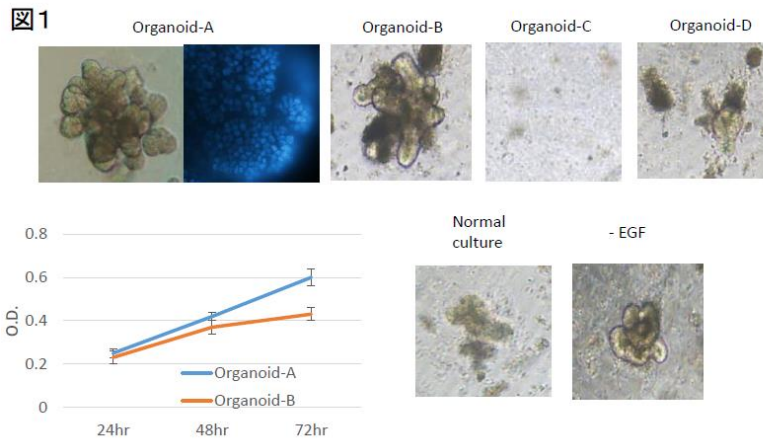 図1
Organoid-A
Organoid-B
Organoid-C
Organoid-D
Normal
culture
- EGF
0.8
0.6
0.4
0.2
0
O.D.
Organoid-A
Organoid-B
24hr
48hr
72hr